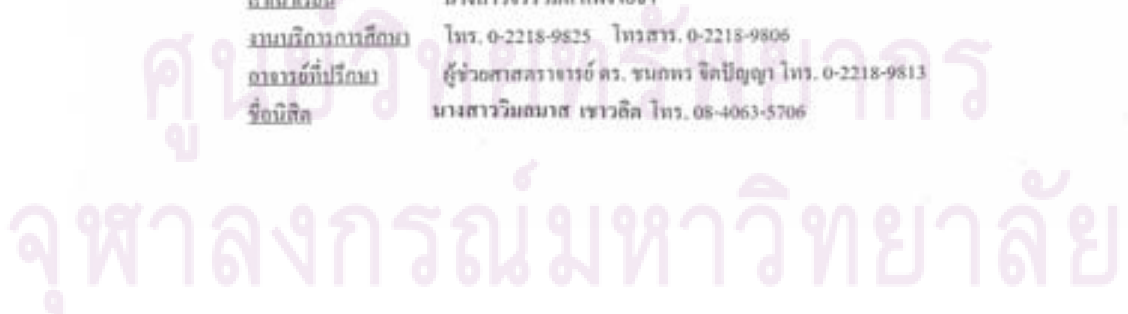 งานบริการการศึกษา โทร. 0-2218-9825 โทรสาร. 0-2218-9806
อาจารย์ที่ปรึกษา ผู้ช่วยศาสตราจารย์ ดร. ชนกพร จิตปัญญา โทร. 0-2218-9813
ชื่อนิสิต นางสาววิมลมาส เชาวลิต โทร. 08-4063-5706
ศูนย์วิทยทรัพยากร
จุฬาลงกรณ์มหาวิทยาลัย